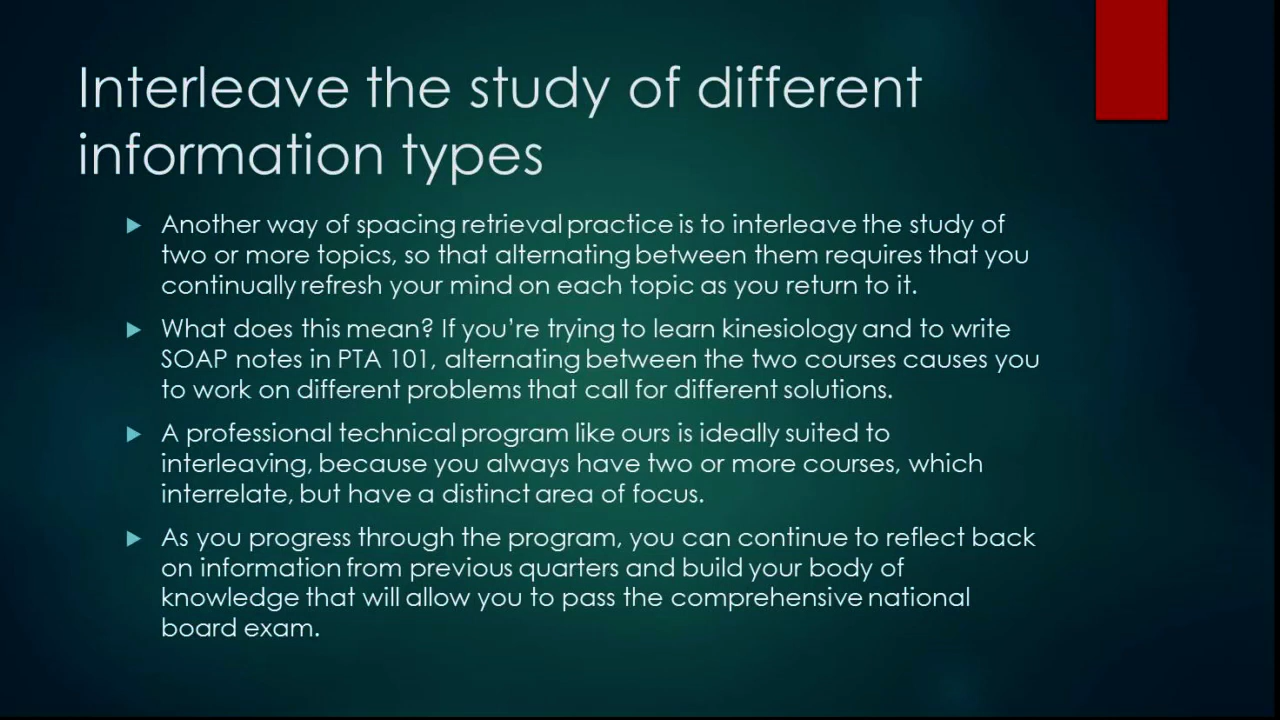 Interleave the study of different
information types
Another way of spacing retrieval practice is to interleave the study of
two or more topics, so that alternating between them requires that you
continually refresh your mind on each topic as you return to it.
What does this mean? If you're trying to learn kinesiology and to write
SOAP notes in PTA 101, alternating between the two courses causes you
to work on different problems that call for different solutions.
A professional technical program like ours is ideally suited to
interleaving, because you always have two or more courses, which
interrelate, but have a distinct area of focus.
As you progress through the program, you can continue to reflect back
on information from previous quarters and build your body of
knowledge that will allow you to pass the comprehensive national
board exam.